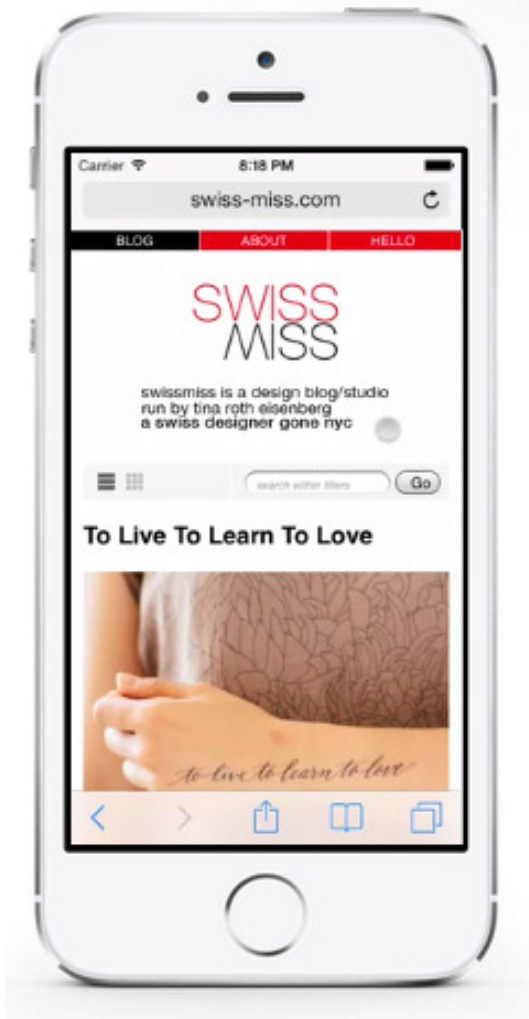 Carrier 8:18 PM
swiss-miss.com
BLOG ABOUT HELLO
SWISS
MISS
swissmiss is a design blog/studio
run by tina roth eisenberg
a swiss designer gone nyc
search within filters Go
To Live To Learn To Love
to live to learn to love